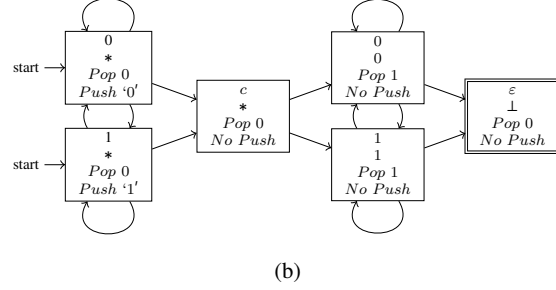 start
0
*
Pop 0
Push ‘0′
start
1
*
Pop 0
Push ‘1′
c
*
Pop 0
No Push
0
0
Pop 1
No Push
1
1
Pop 1
No Push
ε
⊥
Pop 0
No Push
(b)